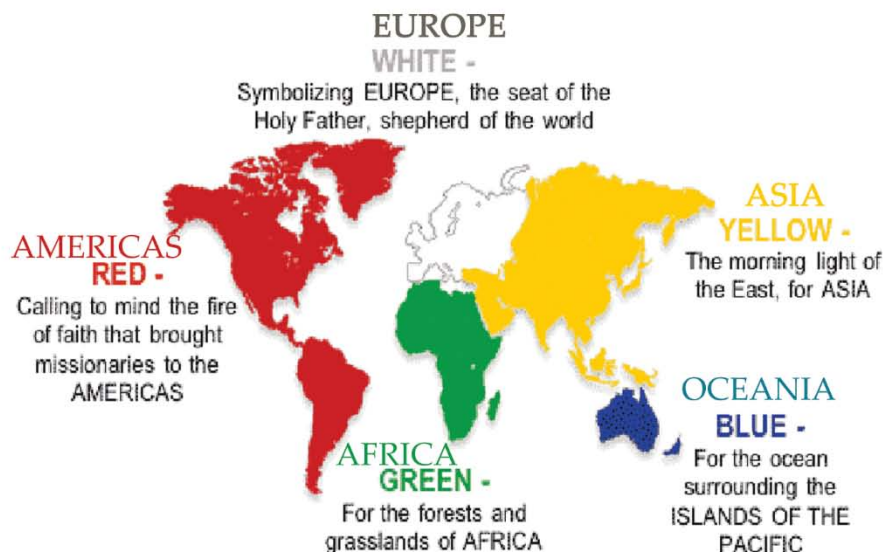 EUROPE
WHITE -
Symbolizing EUROPE, the seat of the
Holy Father, shepherd of the world
ASIA
YELLOW -
The morning light of
the East, for ASIA
AMERICAS
RED -
Calling to mind the fire
of faith that brought
missionaries to the
AMERICAS
OCEANIA
BLUE -
For the ocean
surrounding the
ISLANDS OF THE
PACIFIC
AFRICA
GREEN -
For the forests and
grasslands of AFRICA